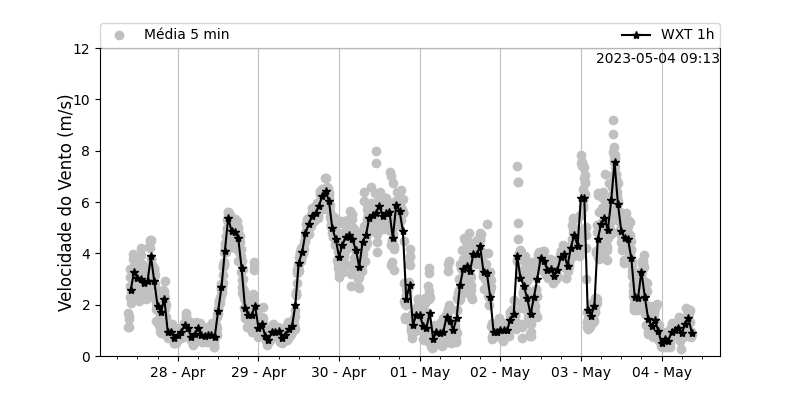 Média 5 min
WXT 1h
2023-05-04 09:13
Velocidade do Vento (m/s)
12
10
8
6
4
2
0
28 - Apr
29 - Apr
30 - Apr
01 - May
02 - May
03 - May
04 - May